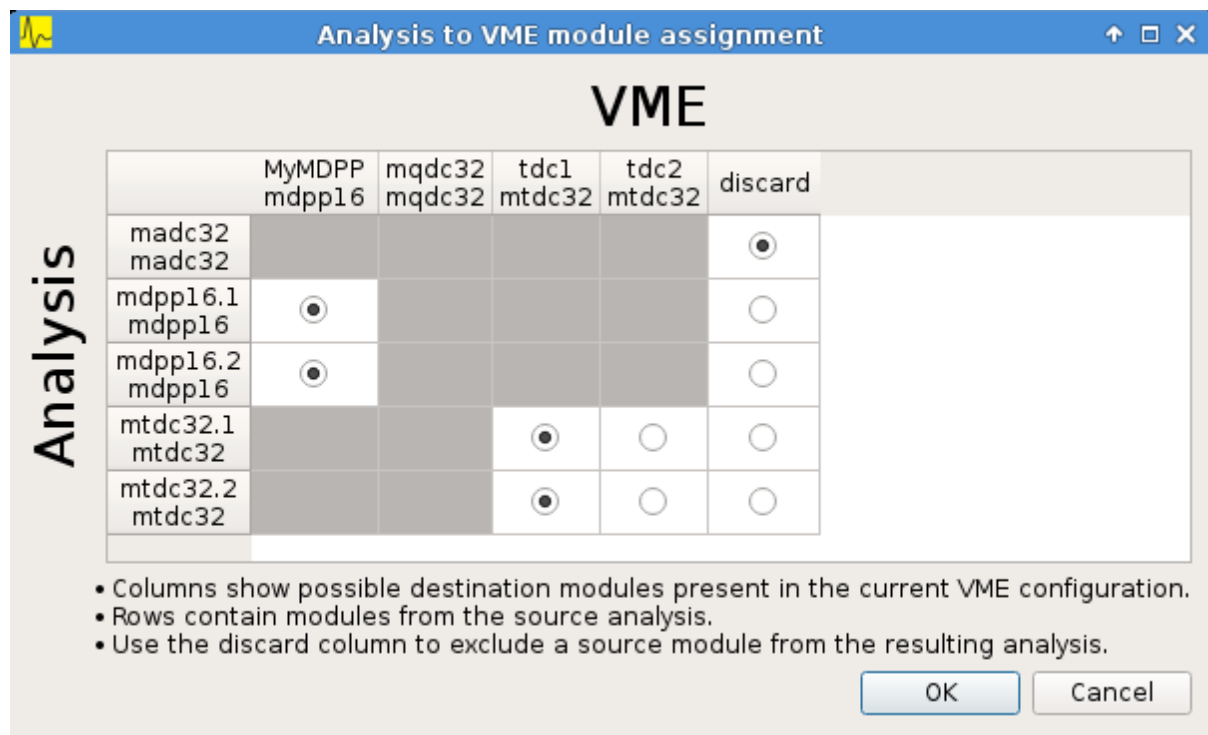 Analysis to VME module assignment
VME
MyMDPP mqdc32 tdc1 tdc2 discard
mdpp16 mqdc32 mtdc32 mtdc32
Analysis
madc32
madc32
mdpp16.1
mdpp16
mdpp16.2
mdpp16
mtdc32.1
mtdc32
mtdc32.2
mtdc32
• Columns show possible destination modules present in the current VME configuration.
• Rows contain modules from the source analysis.
• Use the discard column to exclude a source module from the resulting analysis.
OK Cancel